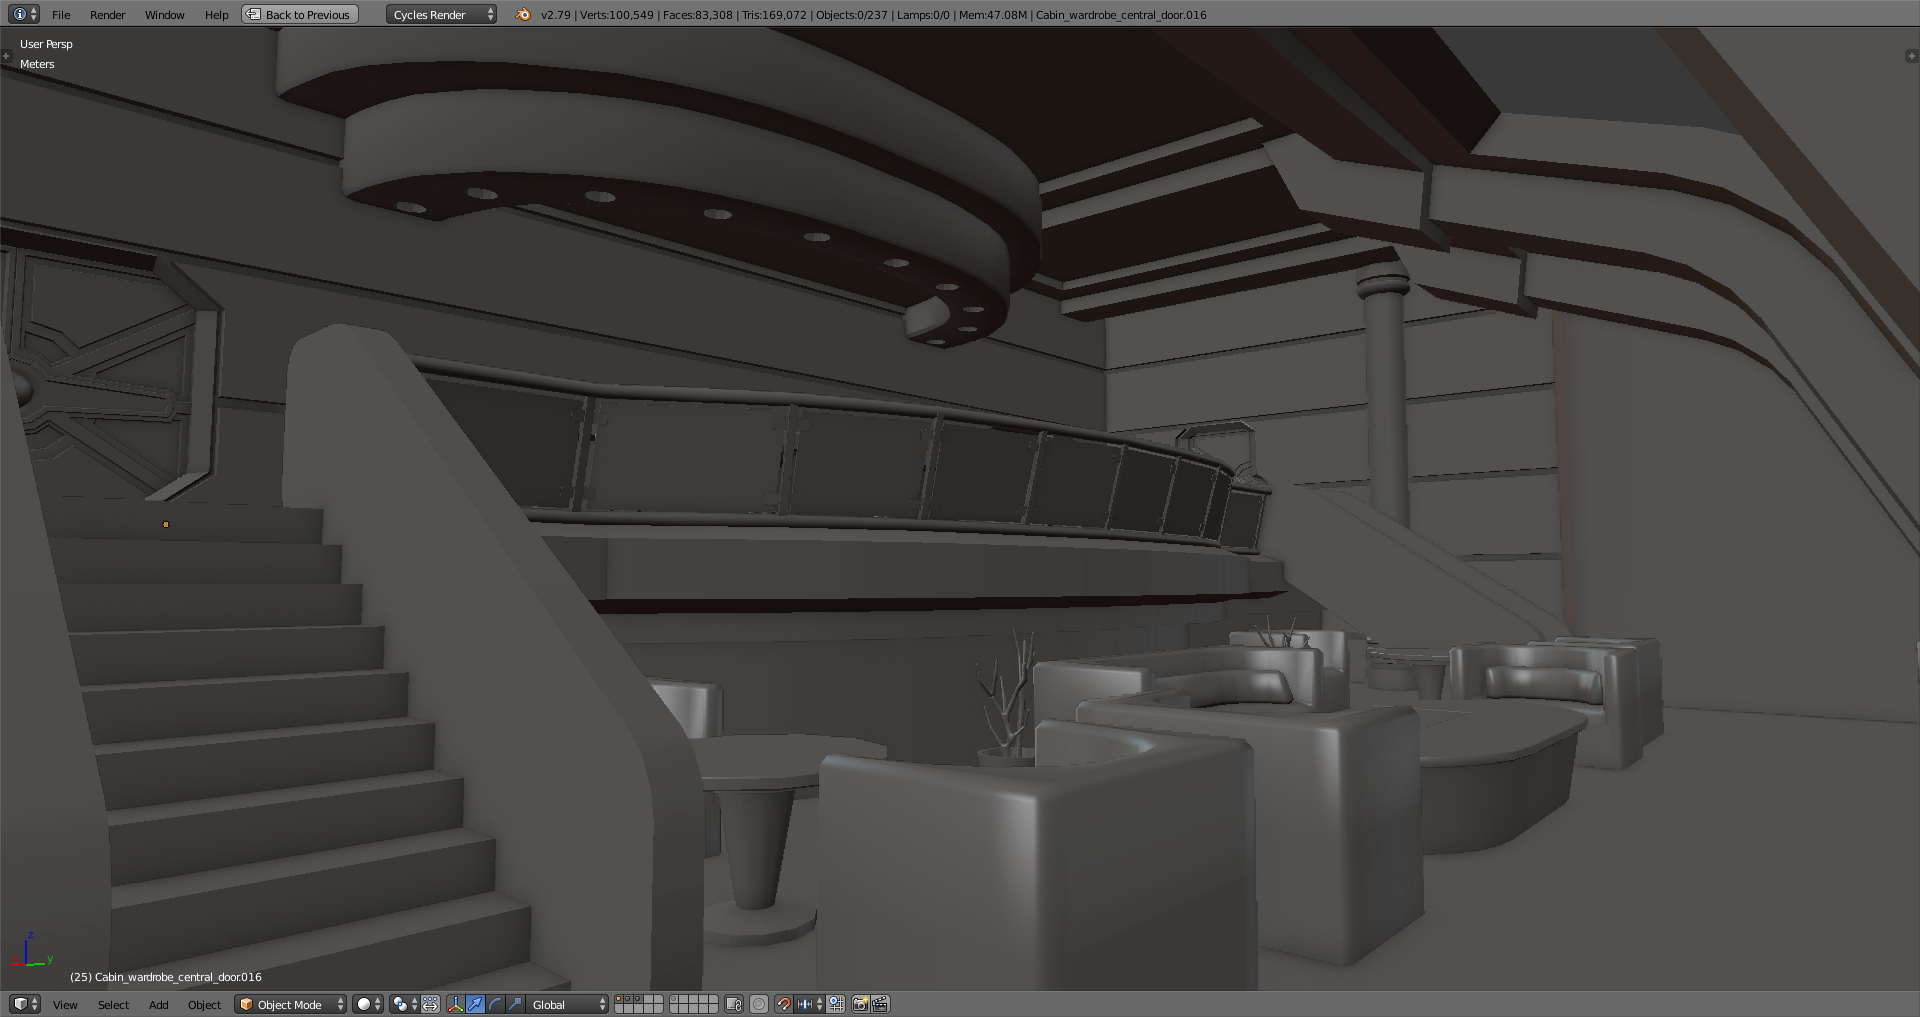 File Render Window Help Back to Previous Cycles Render v2.79 | Verts:100,549 | Faces:83,308 | Tris:169,072 | Objects:0/237 | Lamps:0/0 | Mem:47.08M | Cabin_wardrobe_central_door.016
User Persp
Meters
z
y
(25) Cabin_wardrobe_central_door.016
View Select Add Object Object Mode Global